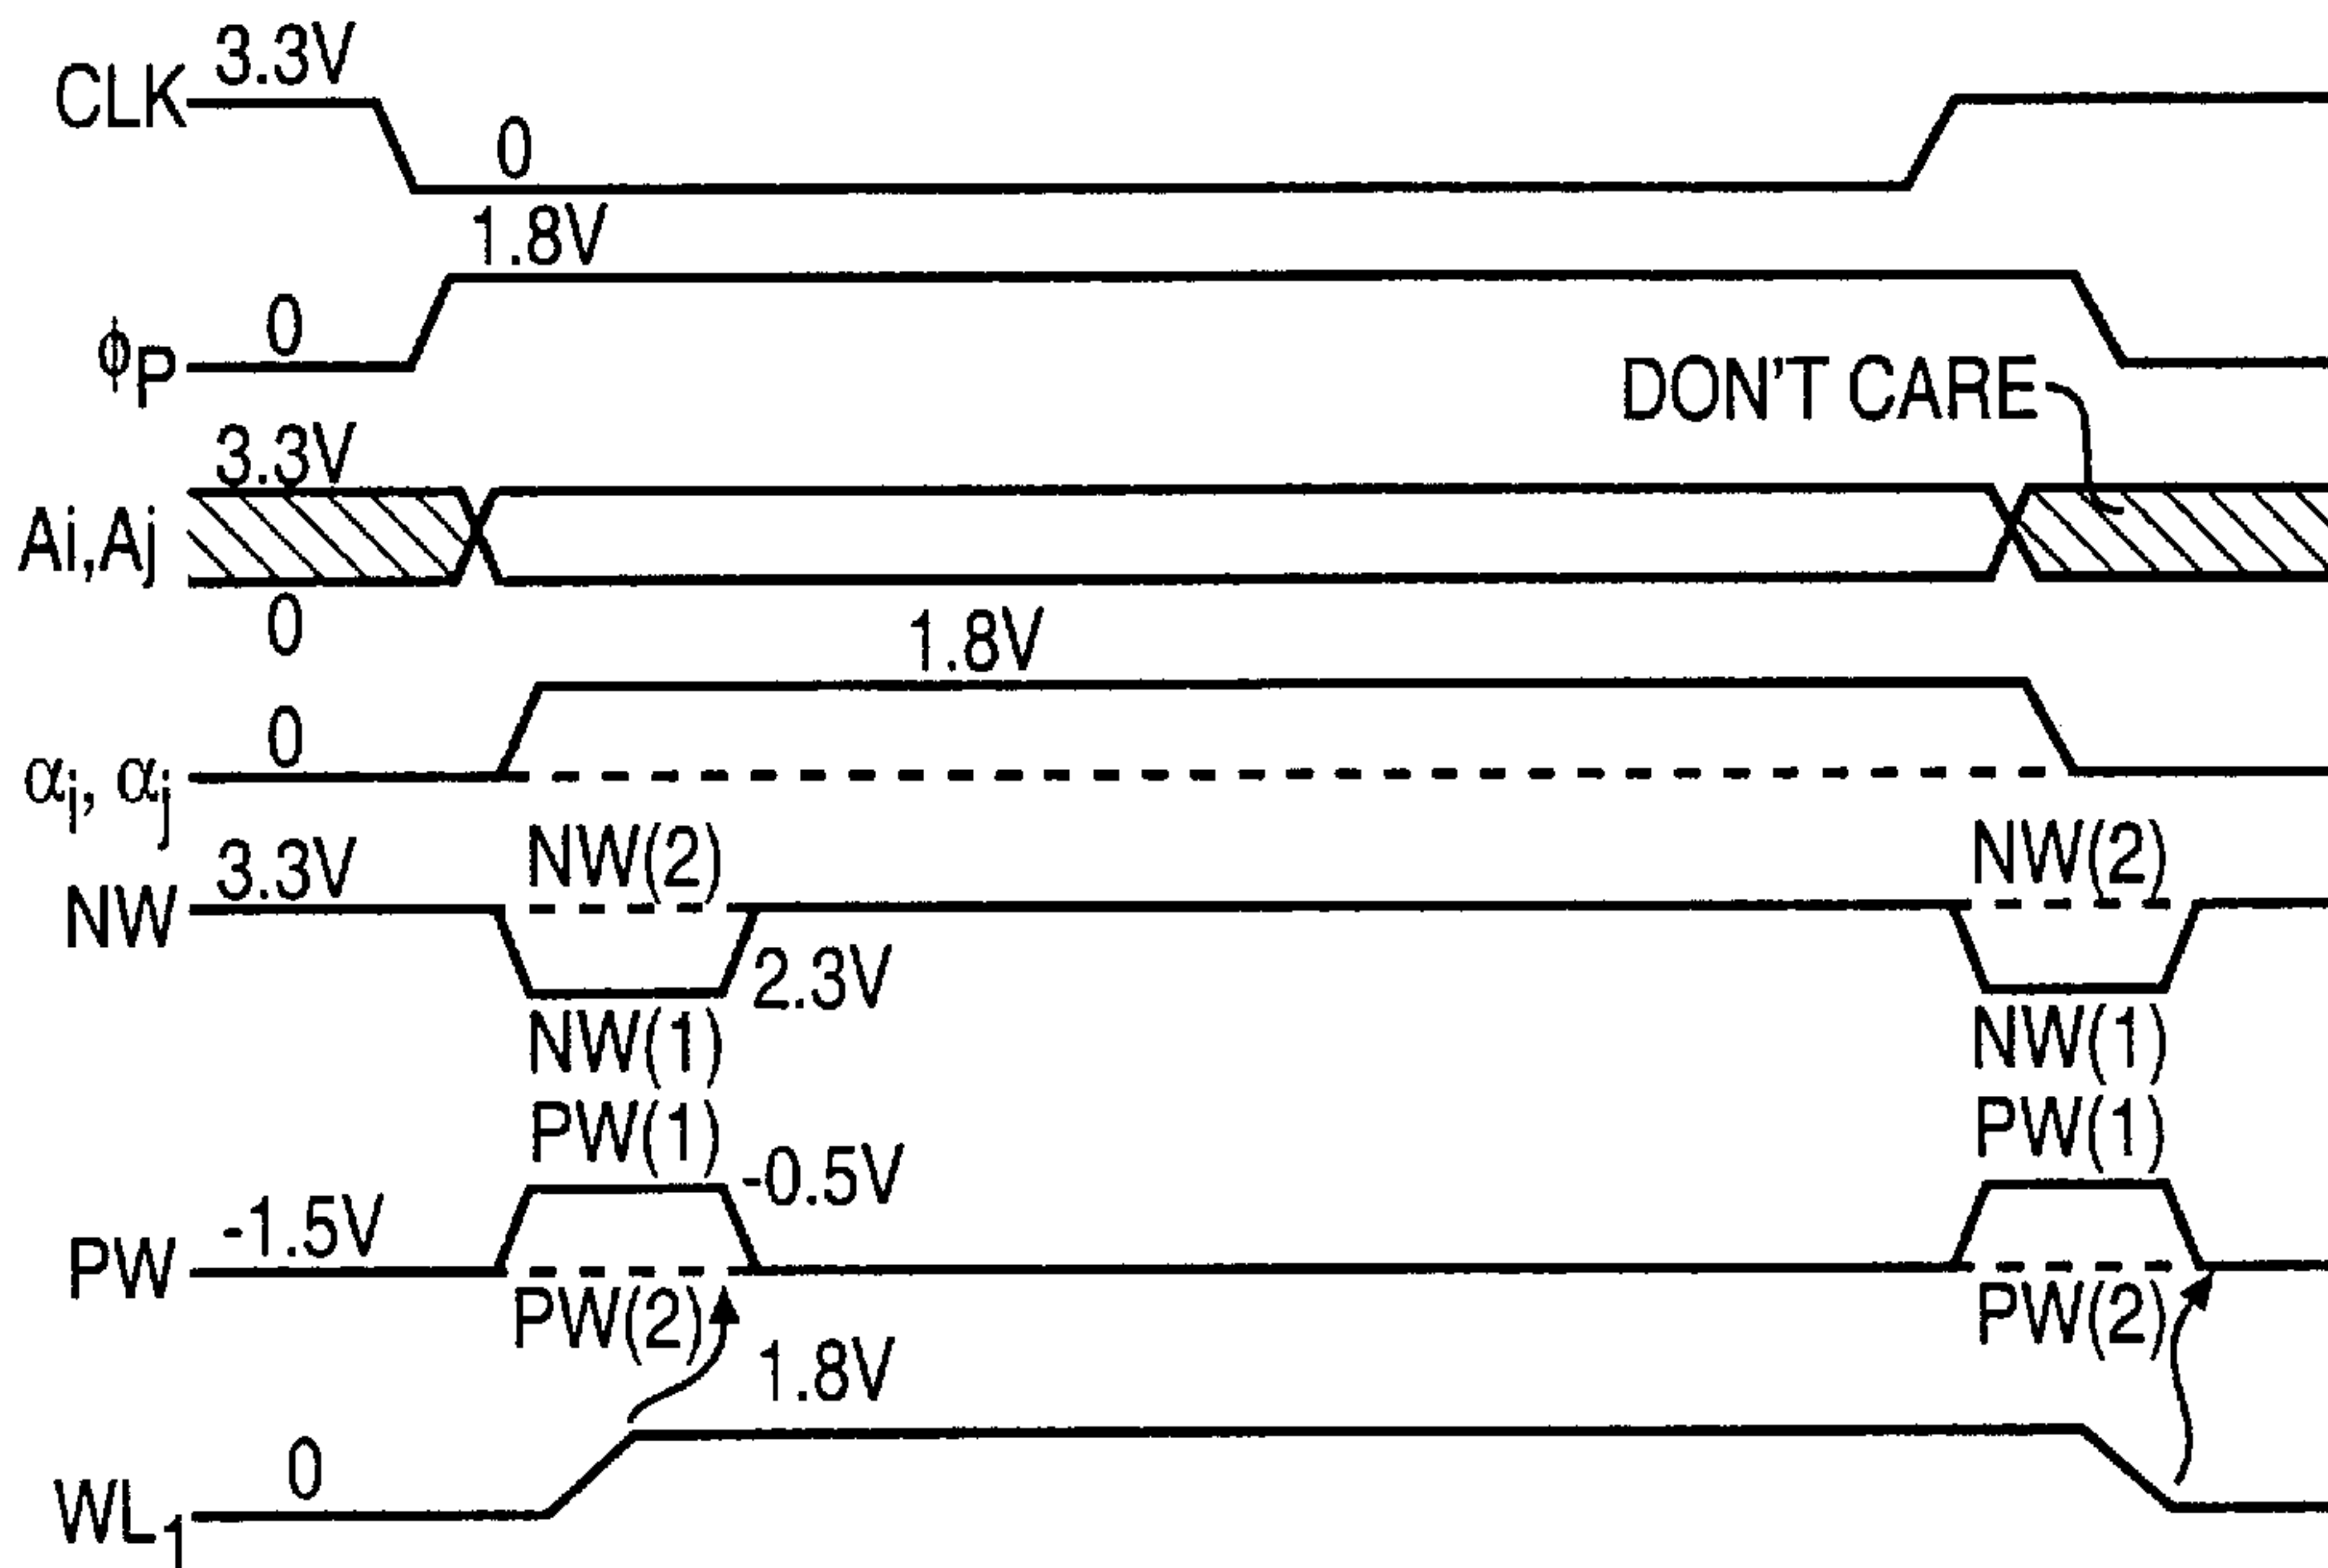 3.3V
CLK
0
1.8V
0
ϕP
DON'T CARE
3.3V
Ai,Aj
0
1.8V
0
αi, αj
NW(2)
NW(2)
3.3V
NW
2.3V
NW(1)
NW(1)
PW(1)
PW(1)
-0.5V
-1.5V
PW
PW(2)
PW(2)
1.8V
0
WL1